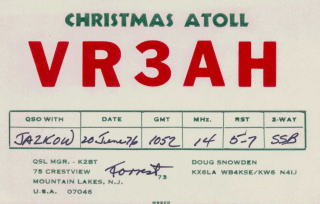 CHRISTMAS ATOLL
VR3AH
QSO WITH DATE GMT MHz. RST 2-WAY
JA2KOW 20 June 76 1052 14 5-7 SSB
QSL MGR. - K2BT
75 CRESTVIEW
MOUNTAIN LAKES, N.J.
U.S.A. 07046
Forrest 73
DOUG SNOWDEN
KX6LA WB4KSE/KW6 N4IJ